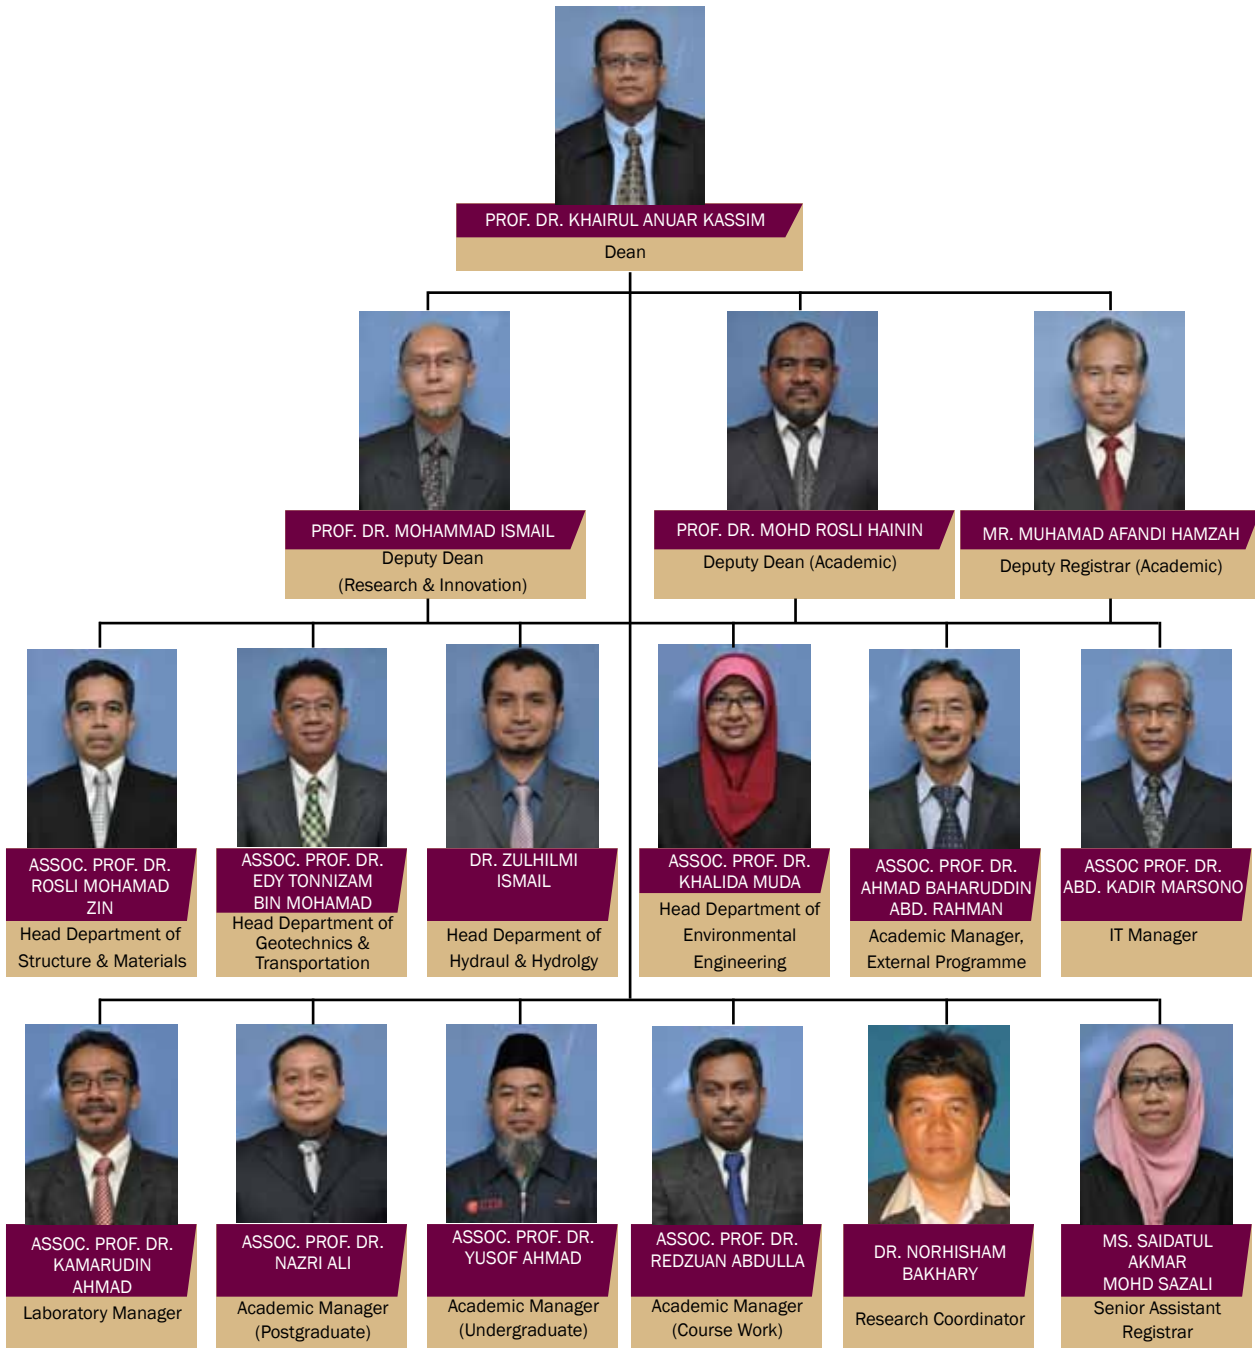 PROF. DR. KHAIRUL ANUAR KASSIM
Dean
PROF. DR. MOHAMMAD ISMAIL
Deputy Dean
(Research & Innovation)
PROF. DR. MOHD ROSLI HAININ
Deputy Dean (Academic)
MR. MUHAMAD AFANDI HAMZAH
Deputy Registrar (Academic)
ASSOC. PROF. DR.
ROSLI MOHAMAD
ZIN
Head Department of
Structure & Materials
ASSOC. PROF. DR.
EDY TONNIZAM
BIN MOHAMAD
Head Department of
Geotechnics &
Transportation
DR. ZULHILMI
ISMAIL
Head Deparment of
Hydraul & Hydrolgy
ASSOC. PROF. DR.
KHALIDA MUDA
Head Department of
Environmental
Engineering
ASSOC. PROF. DR.
AHMAD BAHARUDDIN
ABD. RAHMAN
Academic Manager,
External Programme
ASSOC PROF. DR.
ABD. KADIR MARSONO
IT Manager
ASSOC. PROF. DR.
KAMARUDIN
AHMAD
Laboratory Manager
ASSOC. PROF. DR.
NAZRI ALI
Academic Manager
(Postgraduate)
ASSOC. PROF. DR.
YUSOF AHMAD
Academic Manager
(Undergraduate)
ASSOC. PROF. DR.
REDZUAN ABDULLA
Academic Manager
(Course Work)
DR. NORHISHAM
BAKHARY
Research Coordinator
MS. SAIDATUL
AKMAR
MOHD SAZALI
Senior Assistant
Registrar